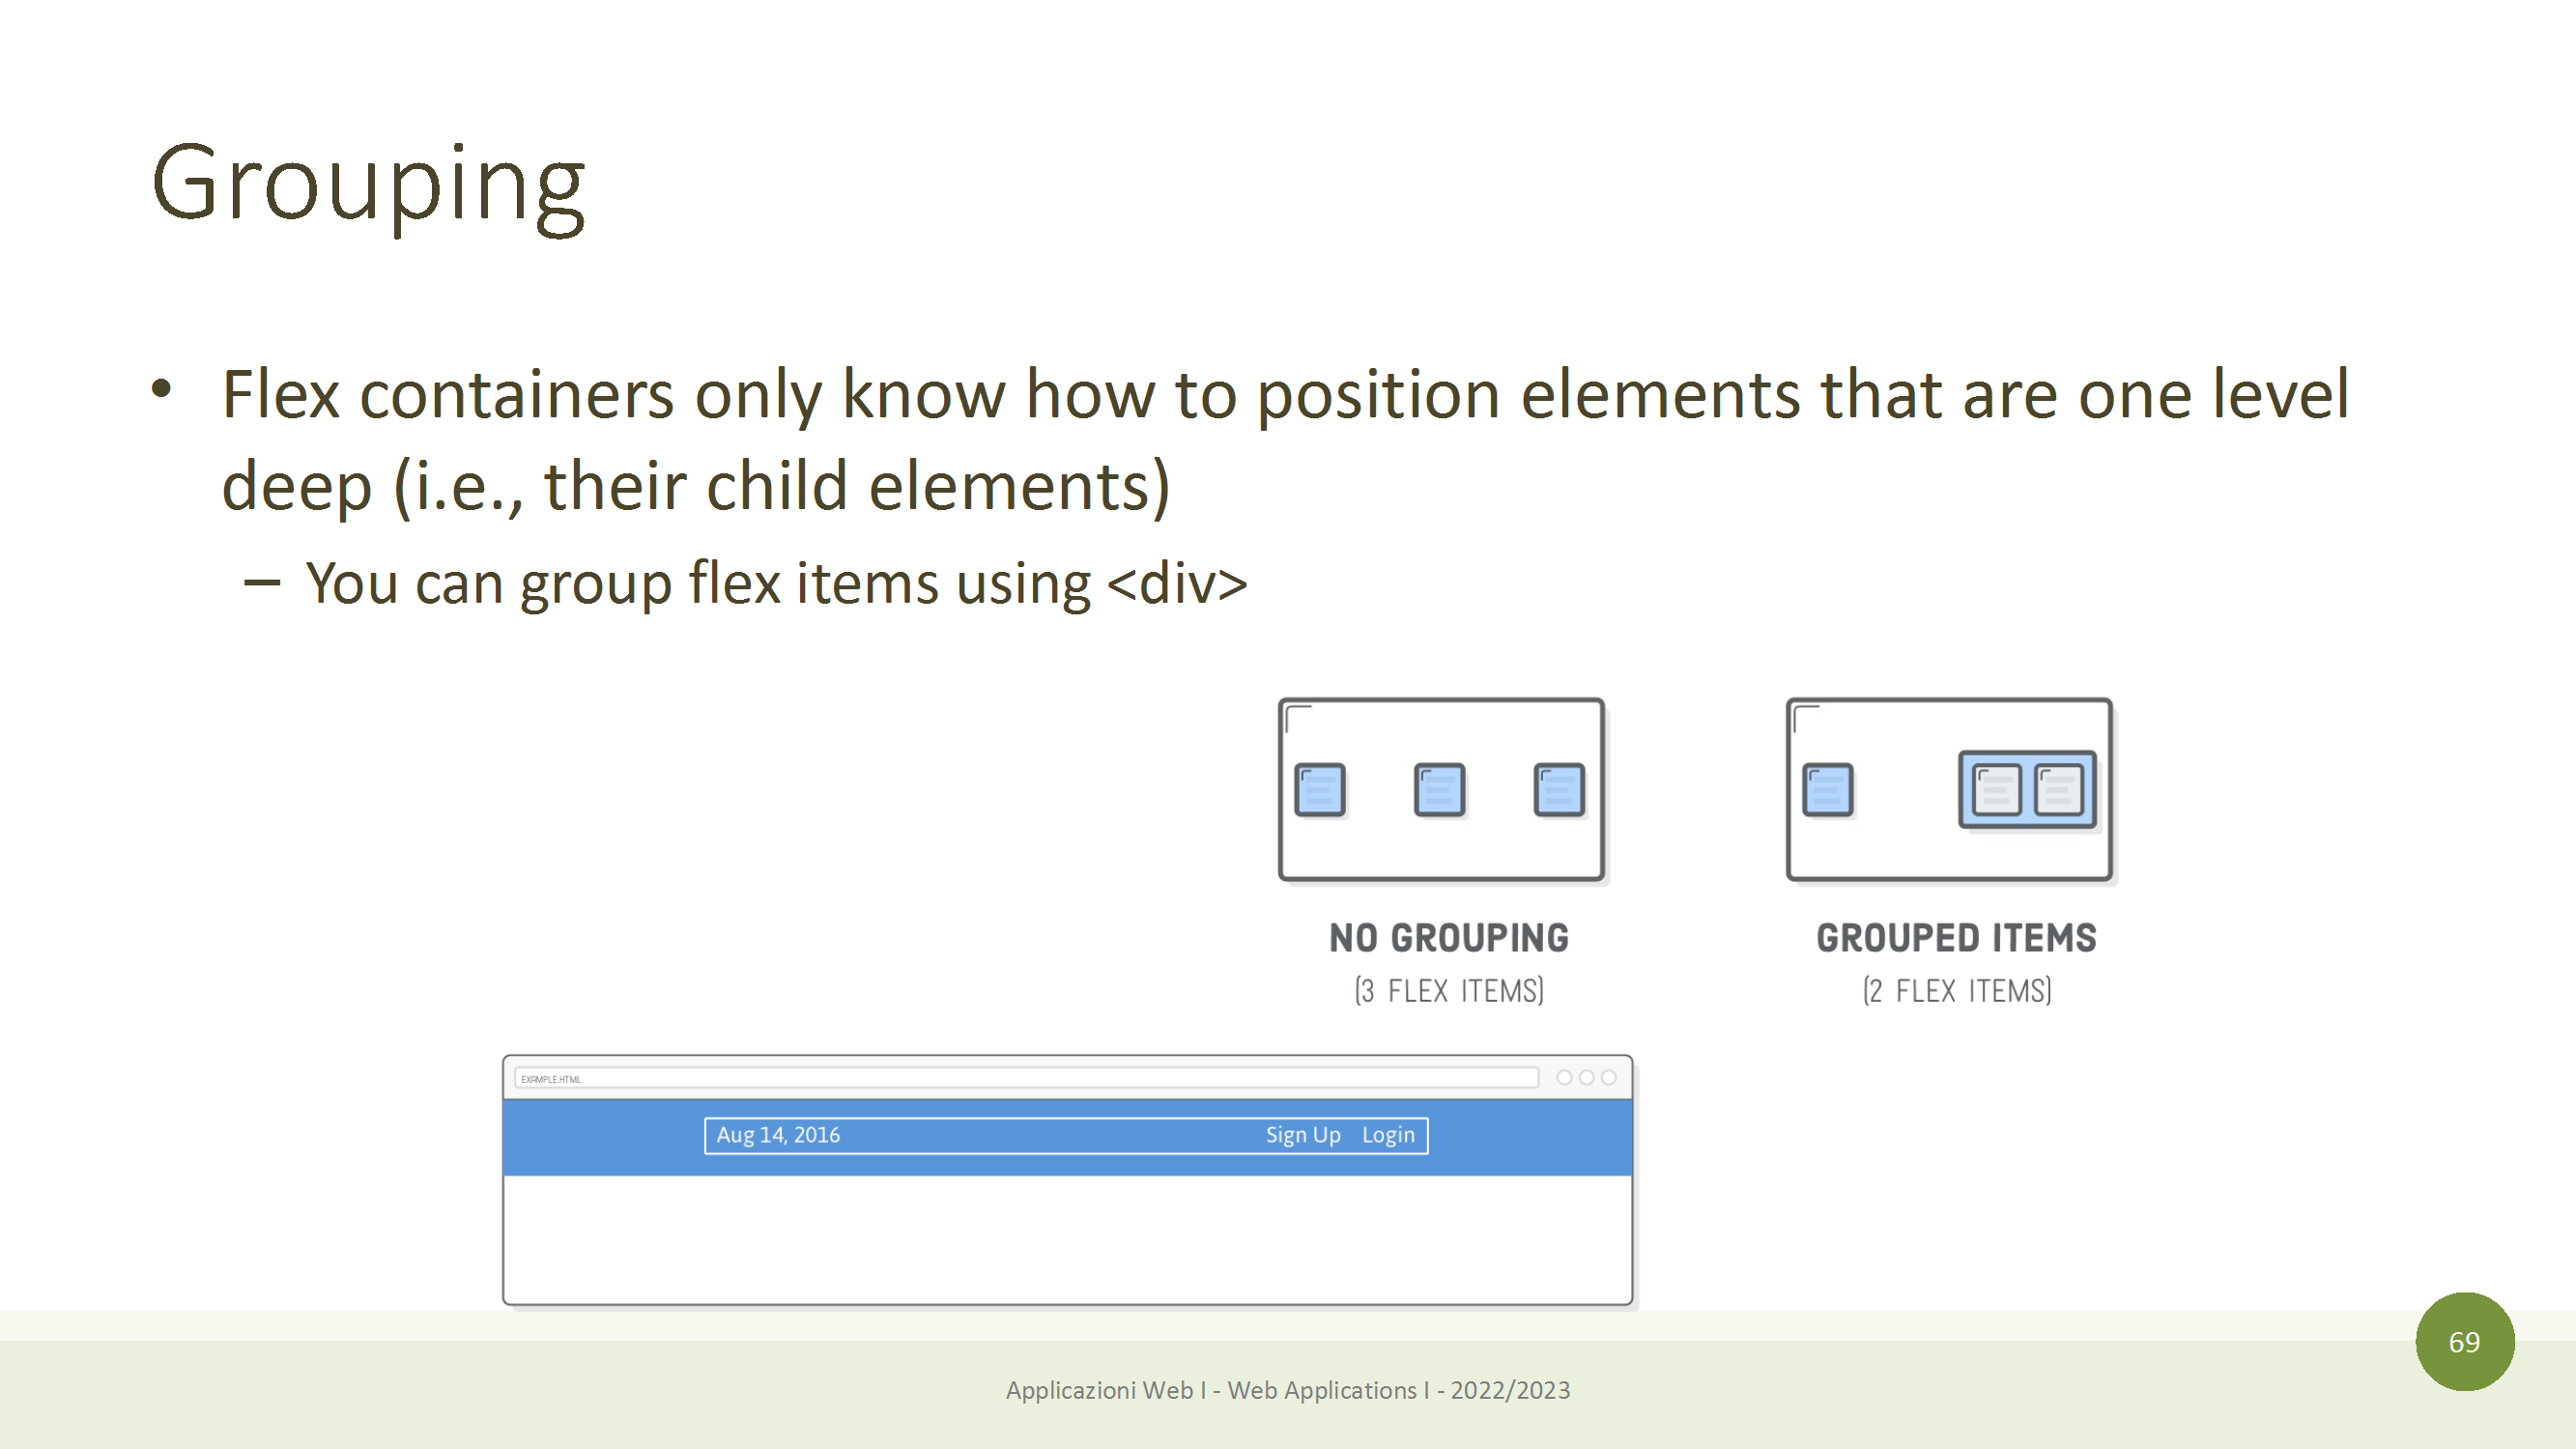 Grouping
• Flex containers only know how to position elements that are one level
deep (i.e., their child elements)
– You can group flex items using <div>
NO GROUPING
(3 FLEX ITEMS)
GROUPED ITEMS
(2 FLEX ITEMS)
EXAMPLE.HTML
Aug 14, 2016 Sign Up Login
69
Applicazioni Web I - Web Applications I - 2022/2023